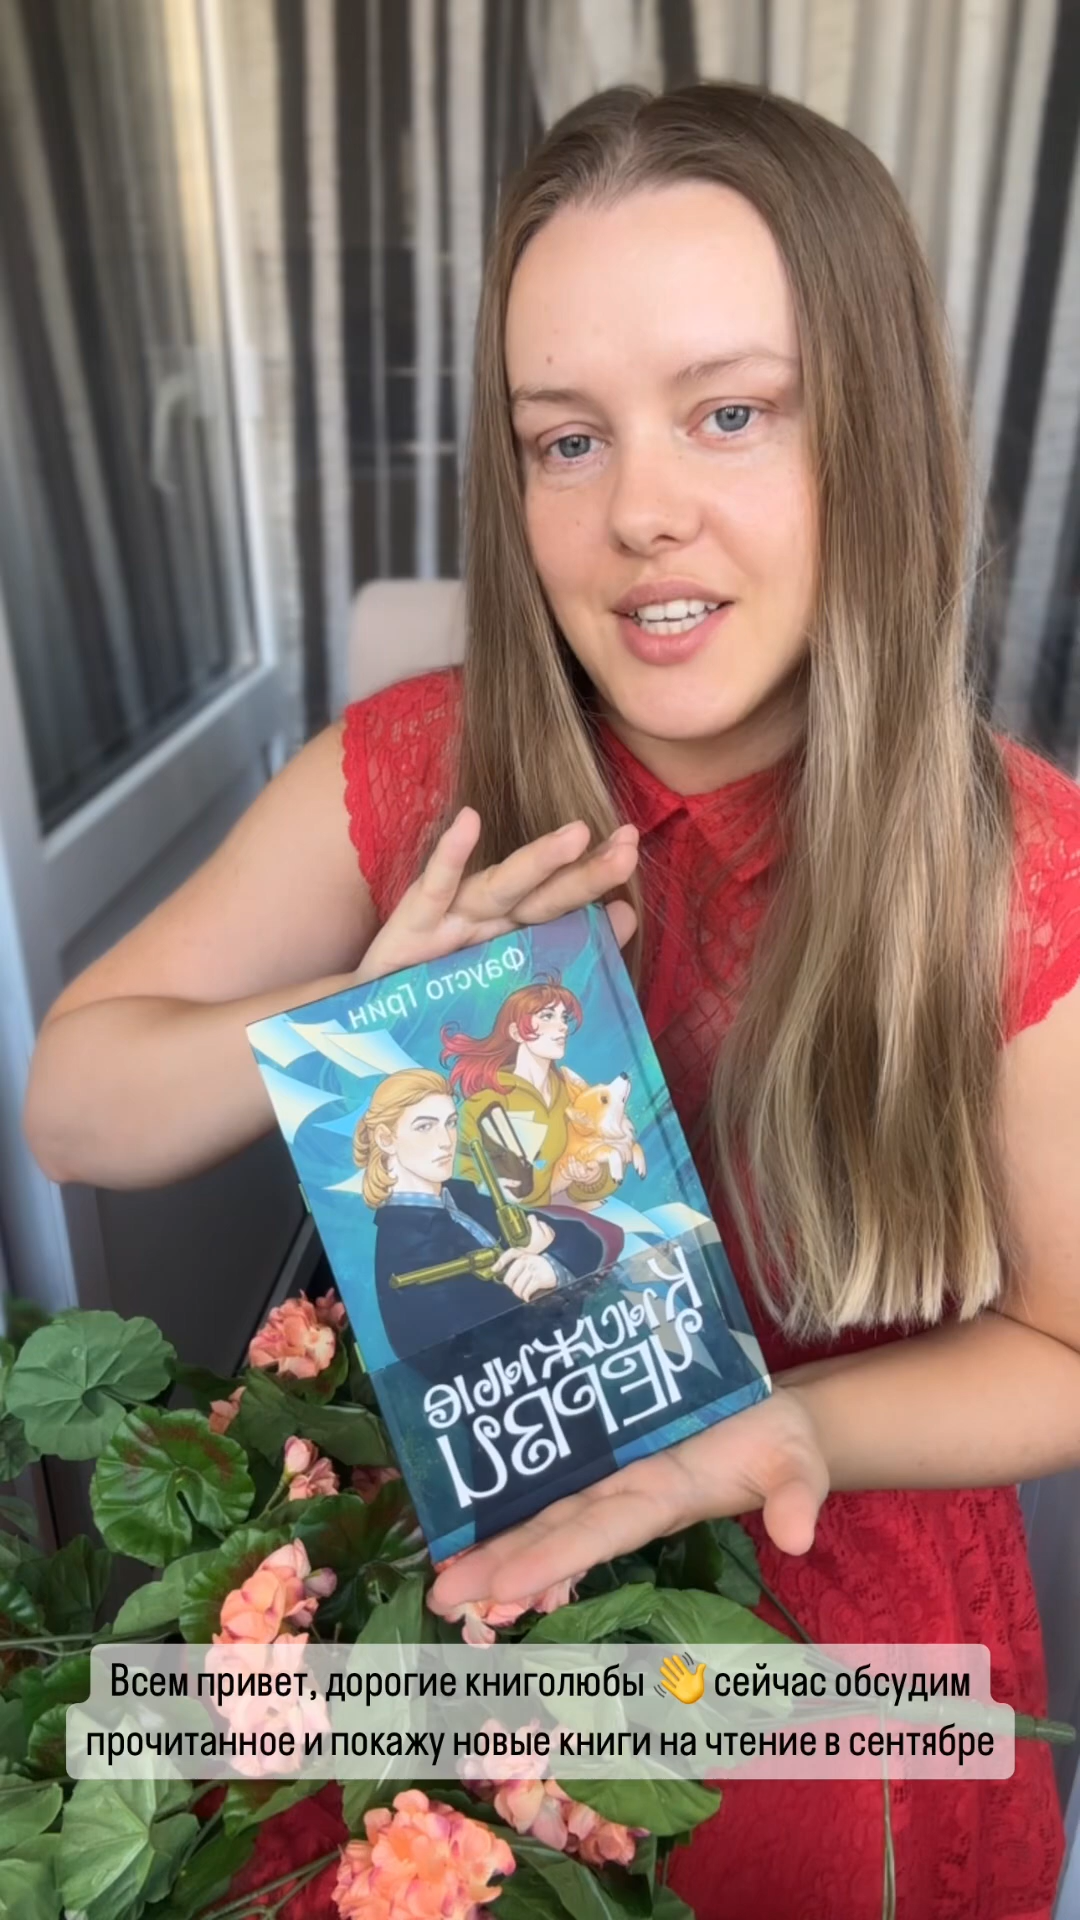 Фаусто Грин
Книжные
ЧЕРВИ
Всем привет, дорогие книголюбы 👋 сейчас обсудим
прочитанное и покажу новые книги на чтение в сентябре